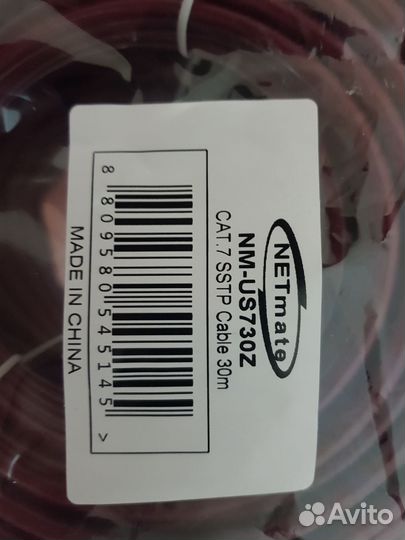 NETmate
NM-US730Z
CAT.7 SSTP Cable 30m
8 809580 545145 >
MADE IN CHINA
Avito